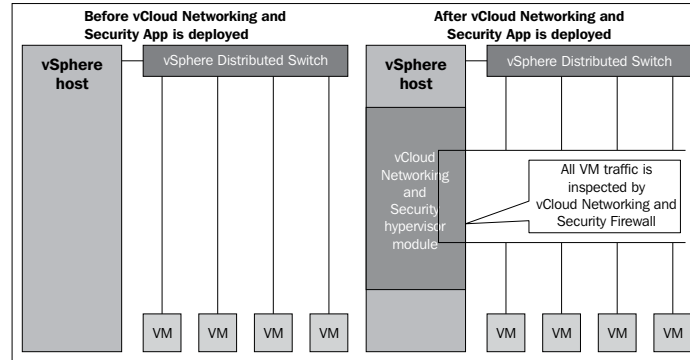 Before vCloud Networking and
Security App is deployed
vSphere
host
vSphere Distributed Switch
VM
VM
VM
VM
After vCloud Networking and
Security App is deployed
vSphere
host
vSphere Distributed Switch
vCloud
Networking
and
Security
hypervisor
module
All VM traffic is
inspected by
vCloud Networking and
Security Firewall
VM
VM
VM
VM